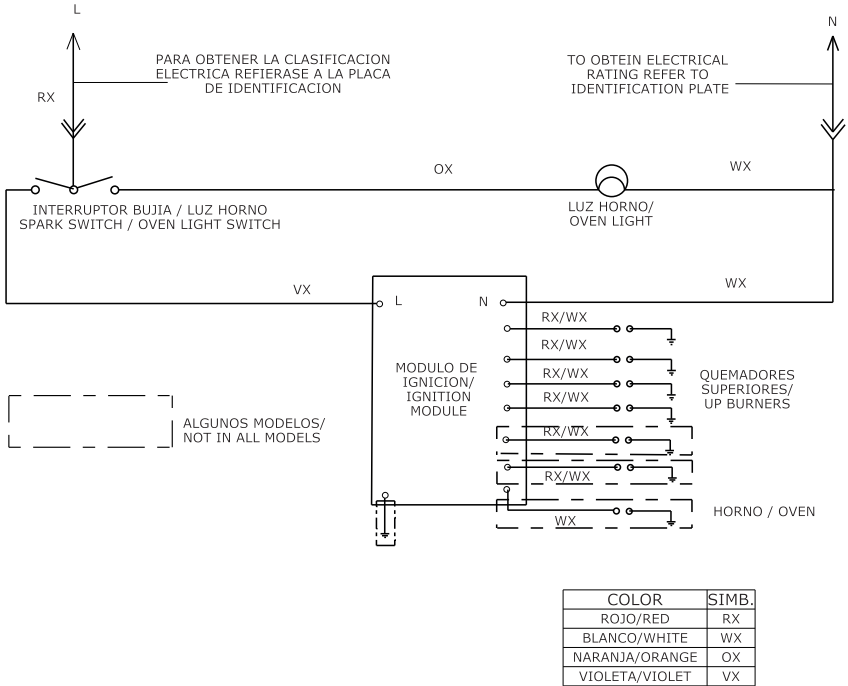 L
N
PARA OBTENER LA CLASIFICACION
ELECTRICA REFIERASE A LA PLACA
DE IDENTIFICACION
TO OBTEIN ELECTRICAL
RATING REFER TO
IDENTIFICATION PLATE
RX
OX
WX
INTERRUPTOR BUJIA / LUZ HORNO
SPARK SWITCH / OVEN LIGHT SWITCH
LUZ HORNO/
OVEN LIGHT
VX
WX
L
N
RX/WX
RX/WX
RX/WX
RX/WX
RX/WX
RX/WX
WX
MODULO DE
IGNICION/
IGNITION
MODULE
QUEMADORES
SUPERIORES/
UP BURNERS
ALGUNOS MODELOS/
NOT IN ALL MODELS
HORNO / OVEN
COLOR SIMB.
ROJO/RED RX
BLANCO/WHITE WX
NARANJA/ORANGE OX
VIOLETA/VIOLET VX